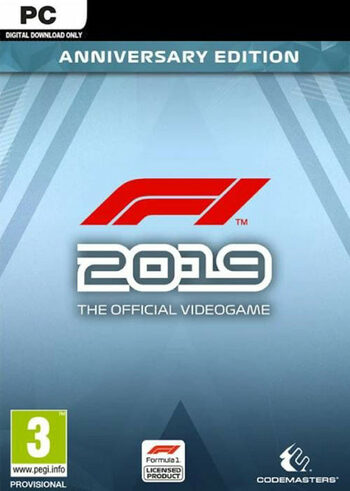 PC
DIGITAL DOWNLOAD ONLY
ANNIVERSARY EDITION
F1
TM
2019
THE OFFICIAL VIDEOGAME
3
www.pegi.info
PROVISIONAL
F1
Formula 1
LICENSED
PRODUCT
CODEMASTERS®